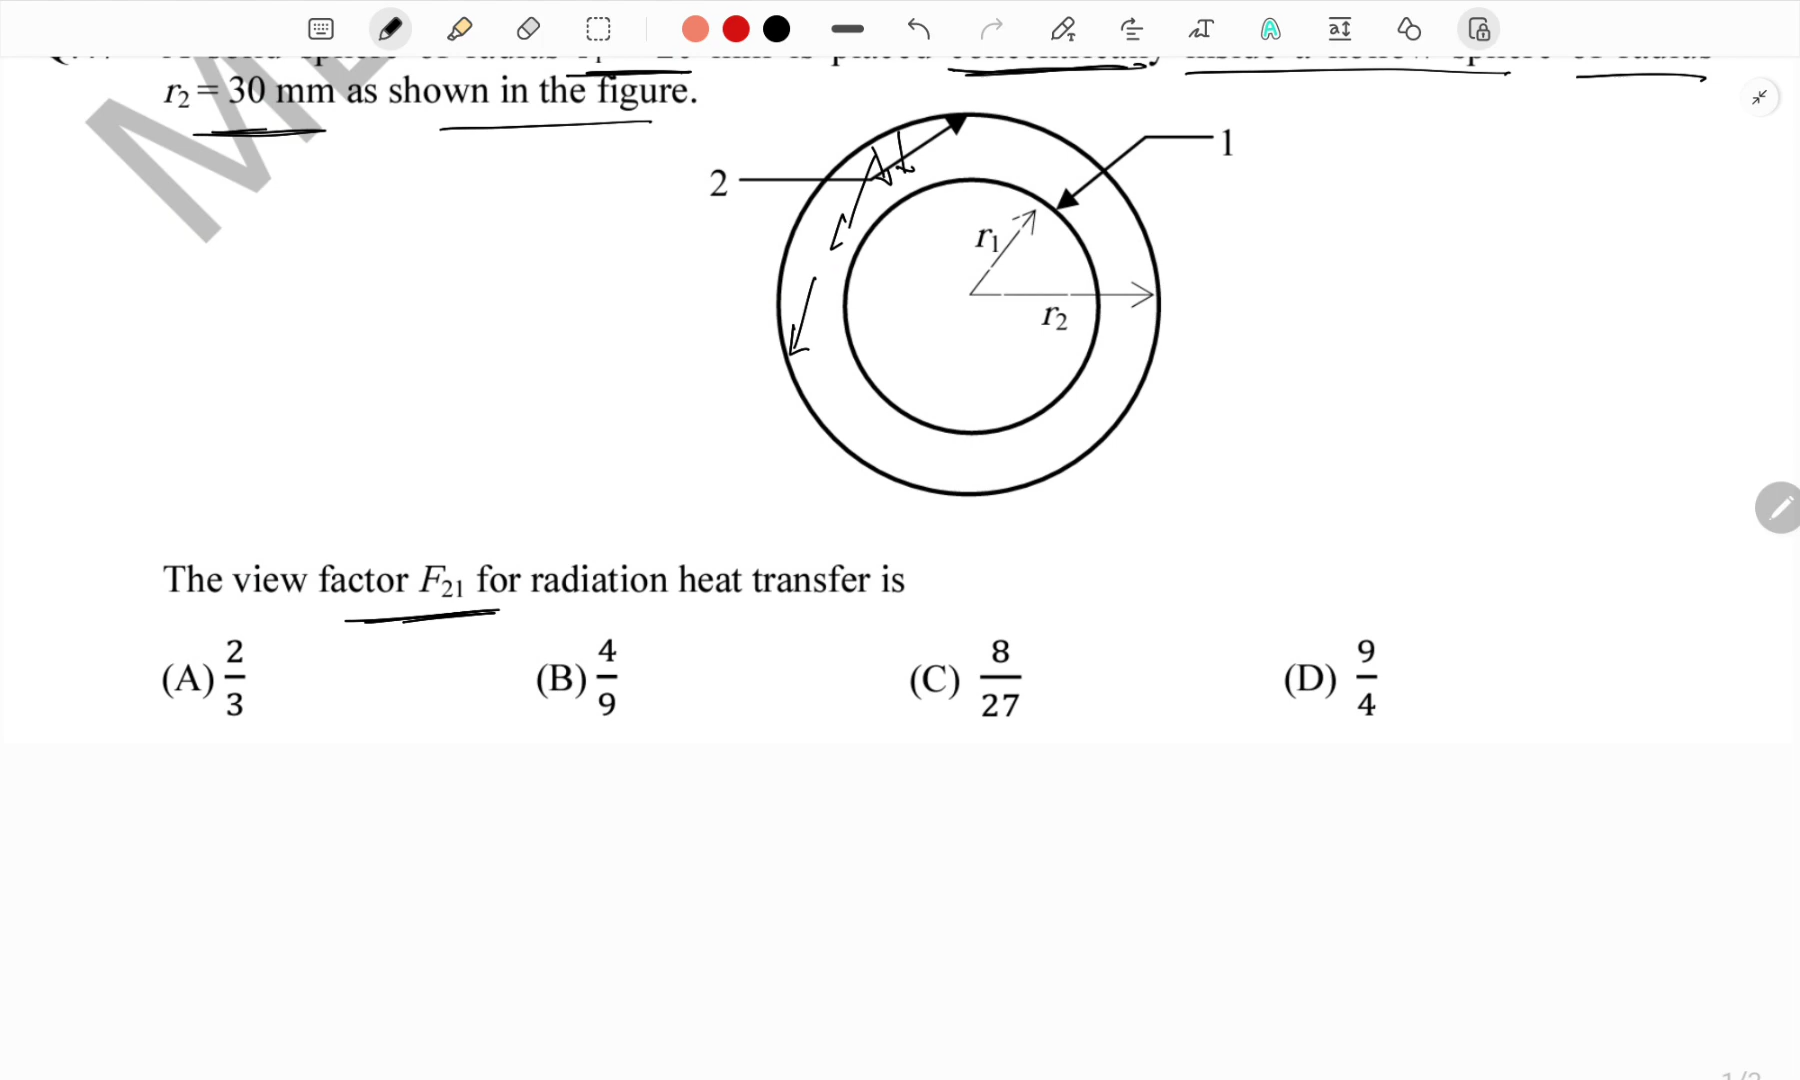 r₂ = 30 mm as shown in the figure.
1
2
r₁
r₂
The view factor F₂₁ for radiation heat transfer is
(A) 2/3 (B) 4/9 (C) 8/27 (D) 9/4